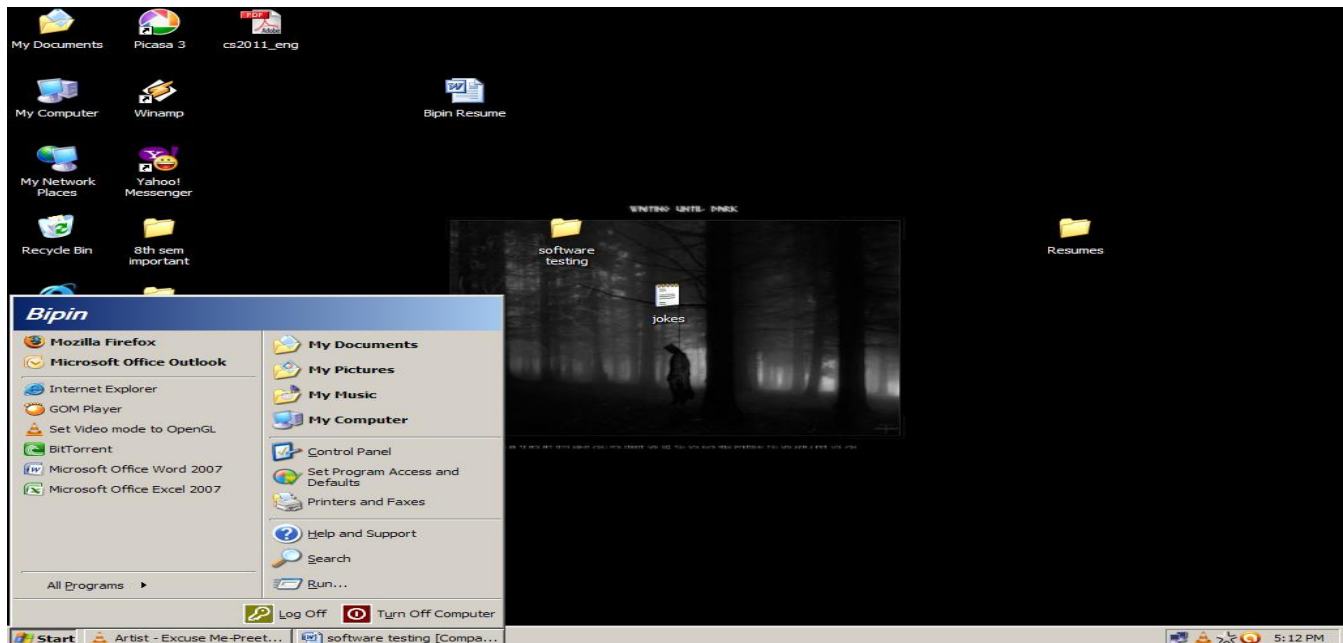 My Documents
Picasa 3
PDF
Adobe
cs2011_eng
My Computer
Winamp
Bipin Resume
My Network
Places
Yahoo!
Messenger
WAITING UNTIL DARK
Recycle Bin
8th sem
important
software
testing
Resumes
jokes
Bipin
Mozilla Firefox
Microsoft Office Outlook
Internet Explorer
GOM Player
Set Video mode to OpenGL
BitTorrent
Microsoft Office Word 2007
Microsoft Office Excel 2007
All Programs
My Documents
My Pictures
My Music
My Computer
Control Panel
Set Program Access and
Defaults
Printers and Faxes
Help and Support
Search
Run...
Log Off
Turn Off Computer
Start
Artist - Excuse Me-Preet...
software testing [Compa...
5:12 PM